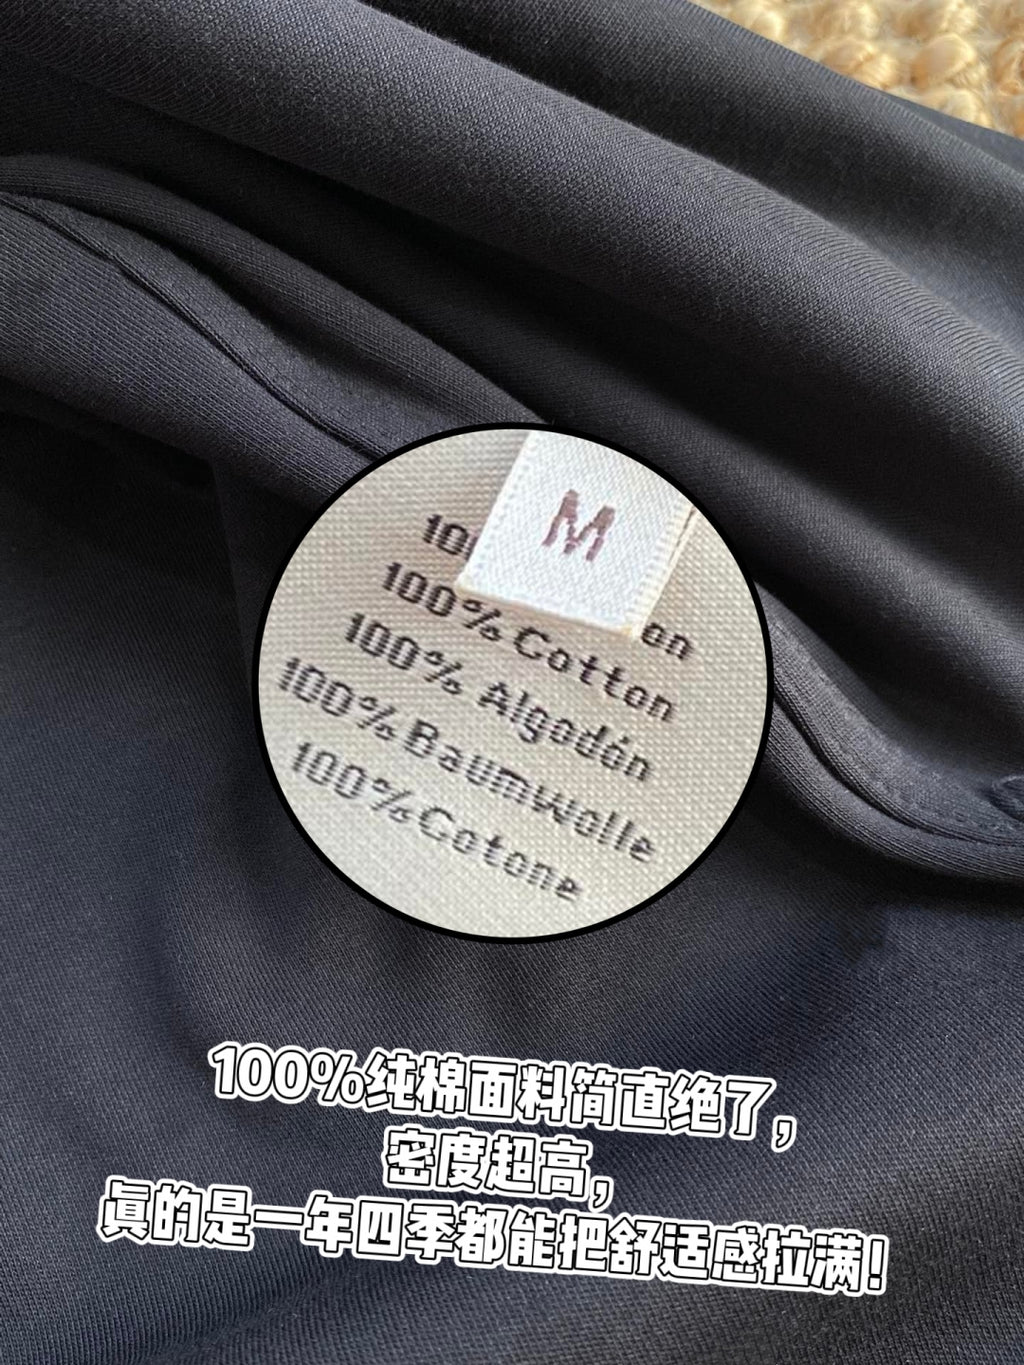 M
100% Cotton
100% Algodón
100% Baumwolle
100% Cotone
100%纯棉面料简直绝了，
密度超高，
真的是一年四季都能把舒适感拉满!